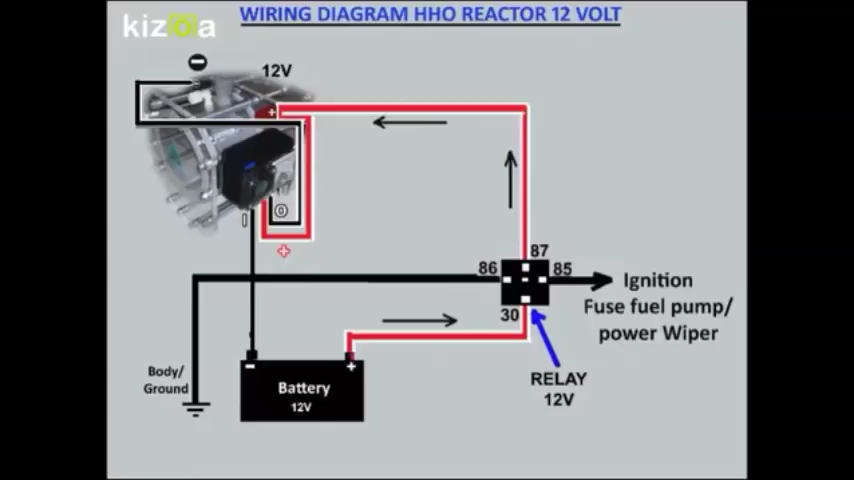 WIRING DIAGRAM HHO REACTOR 12 VOLT
kizoa
12V
+
I
O
+
87
86
85
30
Ignition
Fuse fuel pump/
power Wiper
RELAY
12V
Body/
Ground
- +
Battery
12V